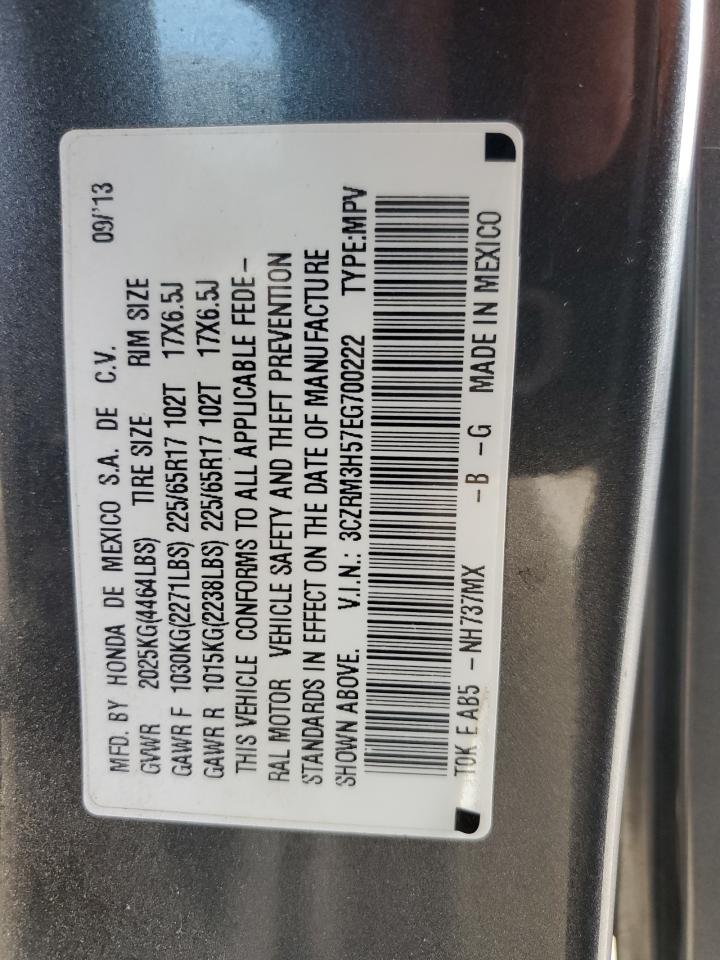 MFD. BY HONDA DE MEXICO S.A. DE C.V. 09/'13
GVWR 2025KG(4464LBS) TIRE SIZE RIM SIZE
GAWR F 1030KG(2271LBS) 225/65R17 102T 17X6.5J
GAWR R 1015KG(2238LBS) 225/65R17 102T 17X6.5J
THIS VEHICLE CONFORMS TO ALL APPLICABLE FEDE-
RAL MOTOR VEHICLE SAFETY AND THEFT PREVENTION
STANDARDS IN EFFECT ON THE DATE OF MANUFACTURE
SHOWN ABOVE. V.I.N.: 3CZRM3H57EG700222 TYPE:MPV
T0K E AB5 -NH737MX -B -G MADE IN MEXICO